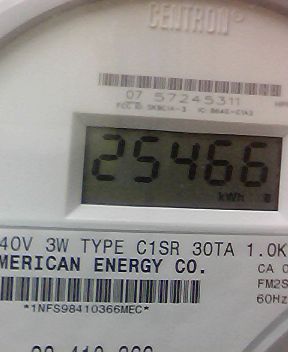 CENTRON
07 57245311
25466
kWh
40V 3W TYPE C1SR 30TA 1.0K
MERICAN ENERGY CO.
CA 0
FM2S
60Hz
*1NFS98410366MEC*